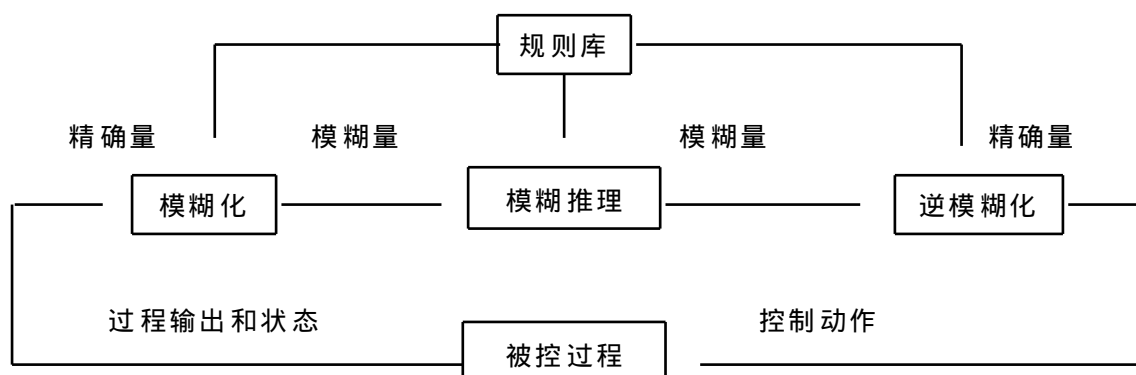 规则库
精确量
模糊量
模糊量
精确量
模糊化
模糊推理
逆模糊化
过程输出和状态
控制动作
被控过程